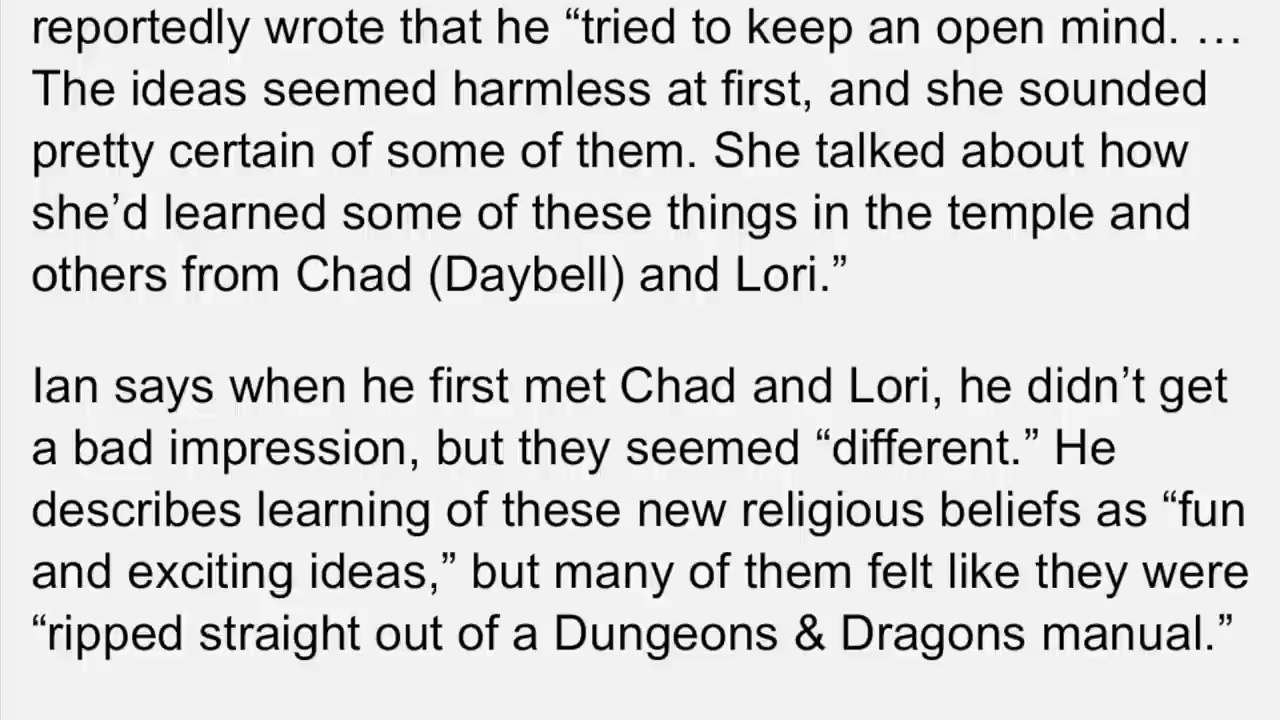 reportedly wrote that he “tried to keep an open mind. …
The ideas seemed harmless at first, and she sounded
pretty certain of some of them. She talked about how
she’d learned some of these things in the temple and
others from Chad (Daybell) and Lori.”
Ian says when he first met Chad and Lori, he didn’t get
a bad impression, but they seemed “different.” He
describes learning of these new religious beliefs as “fun
and exciting ideas,” but many of them felt like they were
“ripped straight out of a Dungeons & Dragons manual.”